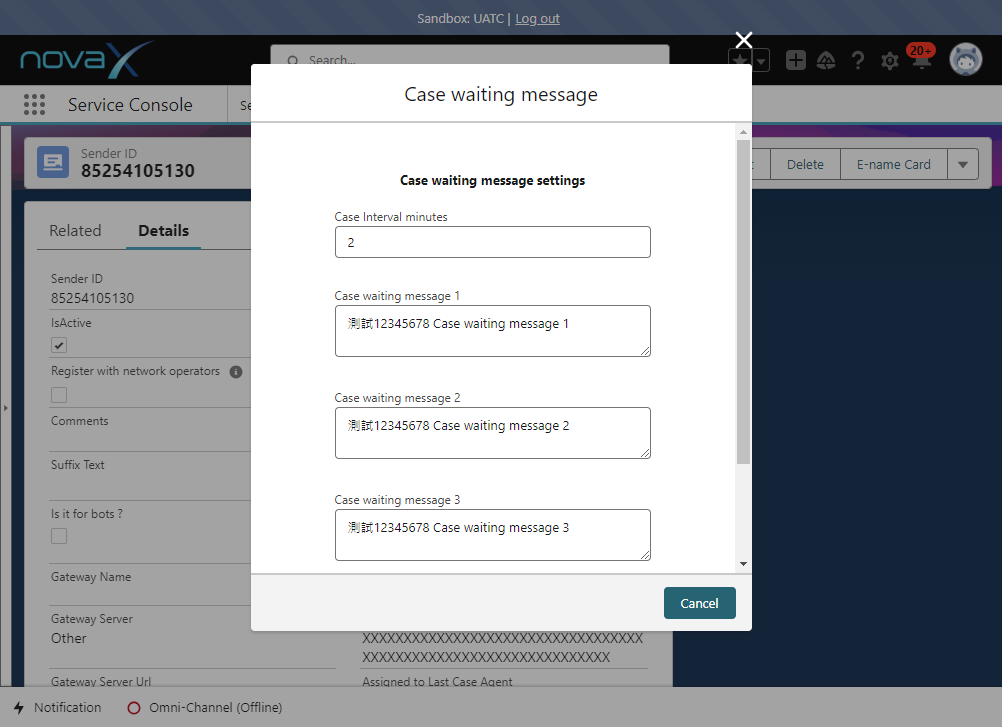 Sandbox: UATC | Log out
novaX
Search...
20+
Service Console
Case waiting message
Sender ID
85254105130
Delete
E-name Card
Related
Details
Case waiting message settings
Case Interval minutes
2
Case waiting message 1
測試12345678 Case waiting message 1
Case waiting message 2
測試12345678 Case waiting message 2
Case waiting message 3
測試12345678 Case waiting message 3
Cancel
Sender ID
85254105130
IsActive
Register with network operators
Comments
Suffix Text
Is it for bots ?
Gateway Name
Gateway Server
Other
XXXXXXXXXXXXXXXXXXXXXXXXXXXXXXXXXX
XXXXXXXXXXXXXXXXXXXXXXXXXXXXXX
Gateway Server Url
Assigned to Last Case Agent
Notification
Omni-Channel (Offline)